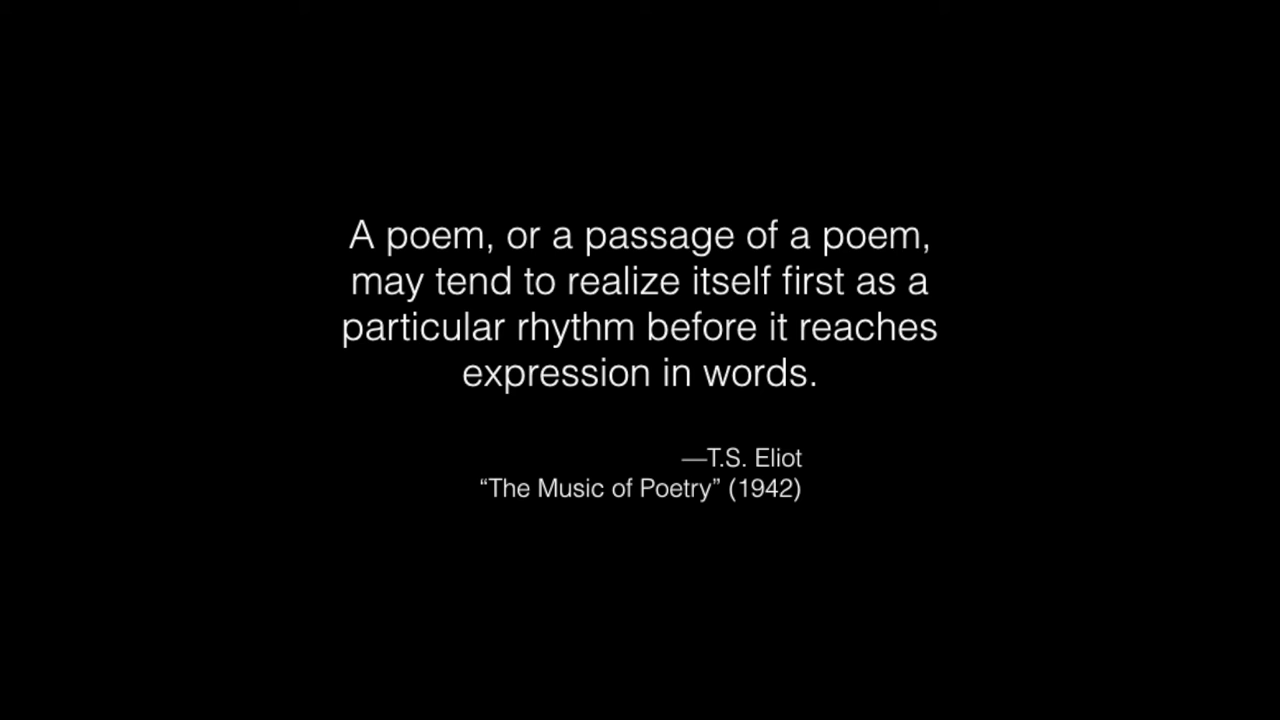 A poem, or a passage of a poem,
may tend to realize itself first as a
particular rhythm before it reaches
expression in words.
—T.S. Eliot
“The Music of Poetry” (1942)